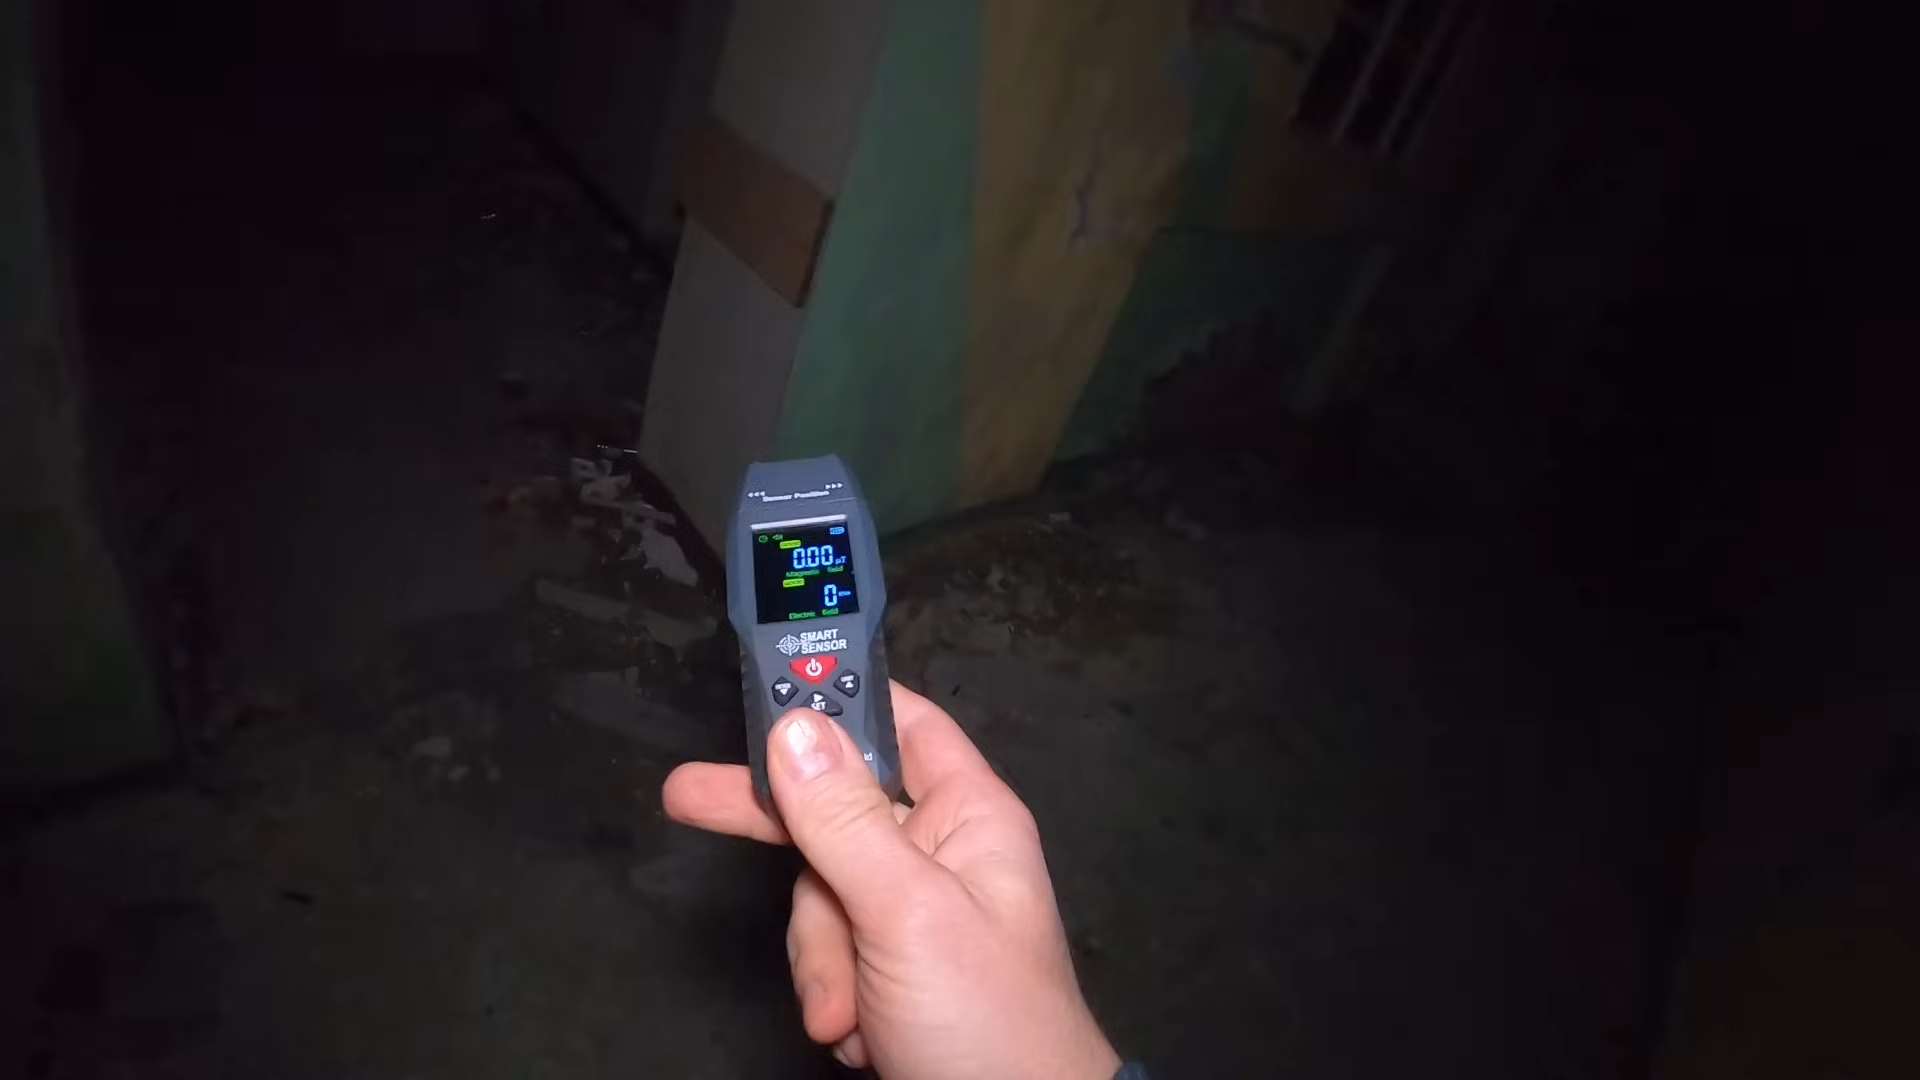 ◄◄◄ Sensor Position ►►►
0.00 μT
Magnetic field
0
Electric field
SMART
SENSOR
SET